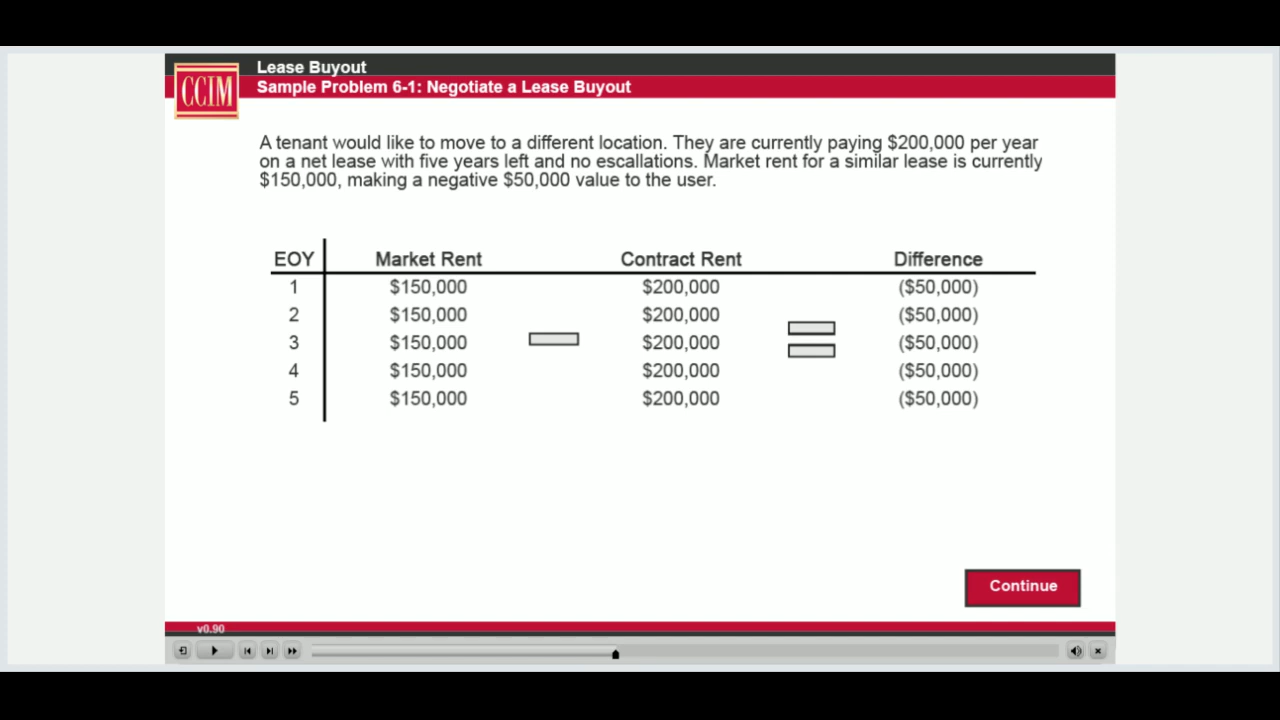 CCIM
Lease Buyout
Sample Problem 6-1: Negotiate a Lease Buyout
A tenant would like to move to a different location. They are currently paying $200,000 per year
on a net lease with five years left and no escallations. Market rent for a similar lease is currently
$150,000, making a negative $50,000 value to the user.
EOY Market Rent Contract Rent Difference
1 $150,000 $200,000 ($50,000)
2 $150,000 $200,000 ($50,000)
3 $150,000 $200,000 ($50,000)
4 $150,000 $200,000 ($50,000)
5 $150,000 $200,000 ($50,000)
Continue
v0.90